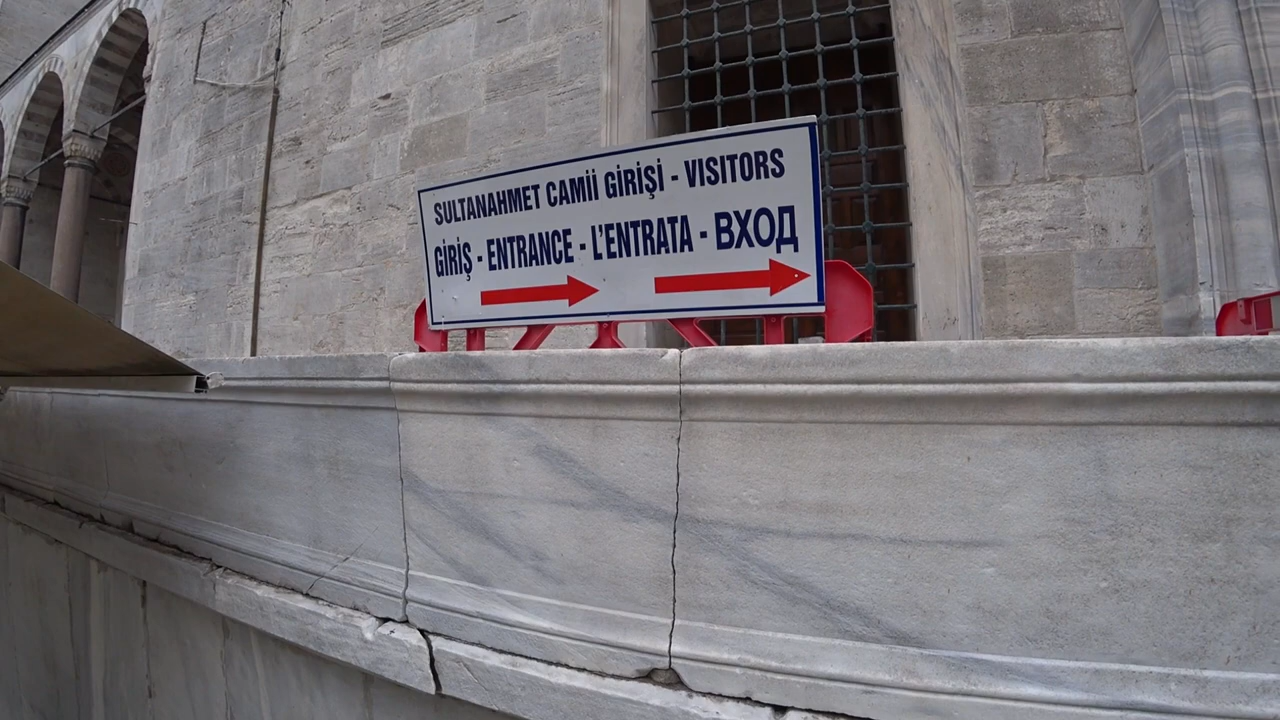 SULTANAHMET CAMİİ GİRİŞİ - VISITORS
GİRİŞ - ENTRANCE - L'ENTRATA - ВХОД